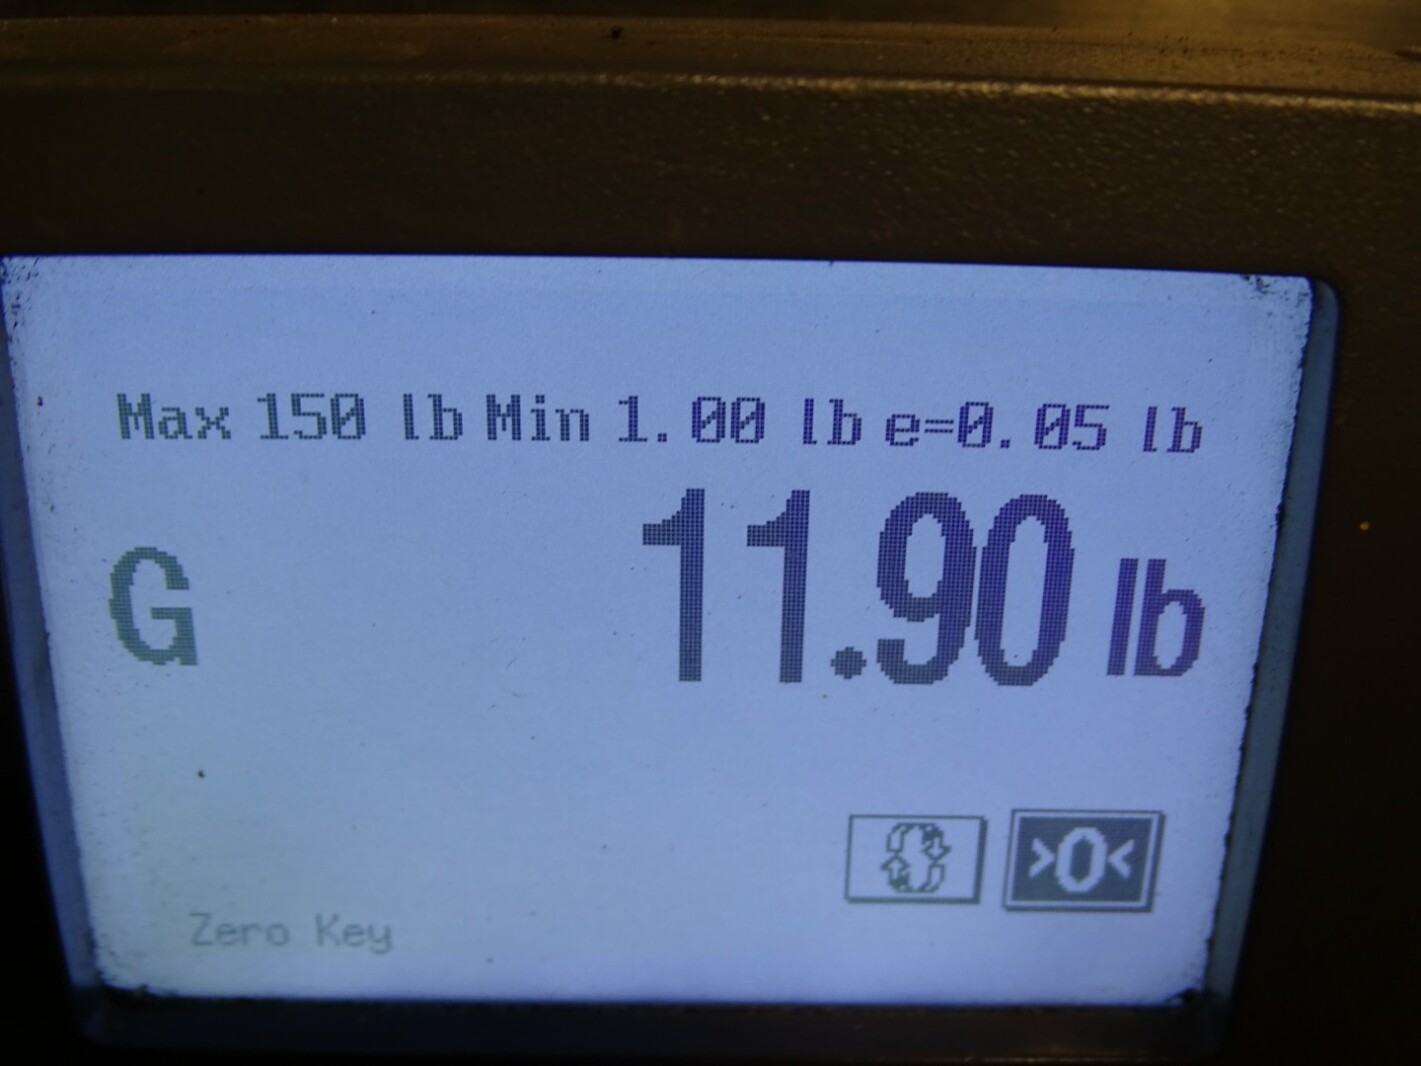 Max 150 lb Min 1.00 lb e=0.05 lb
G 11.90 lb
>0<
Zero Key